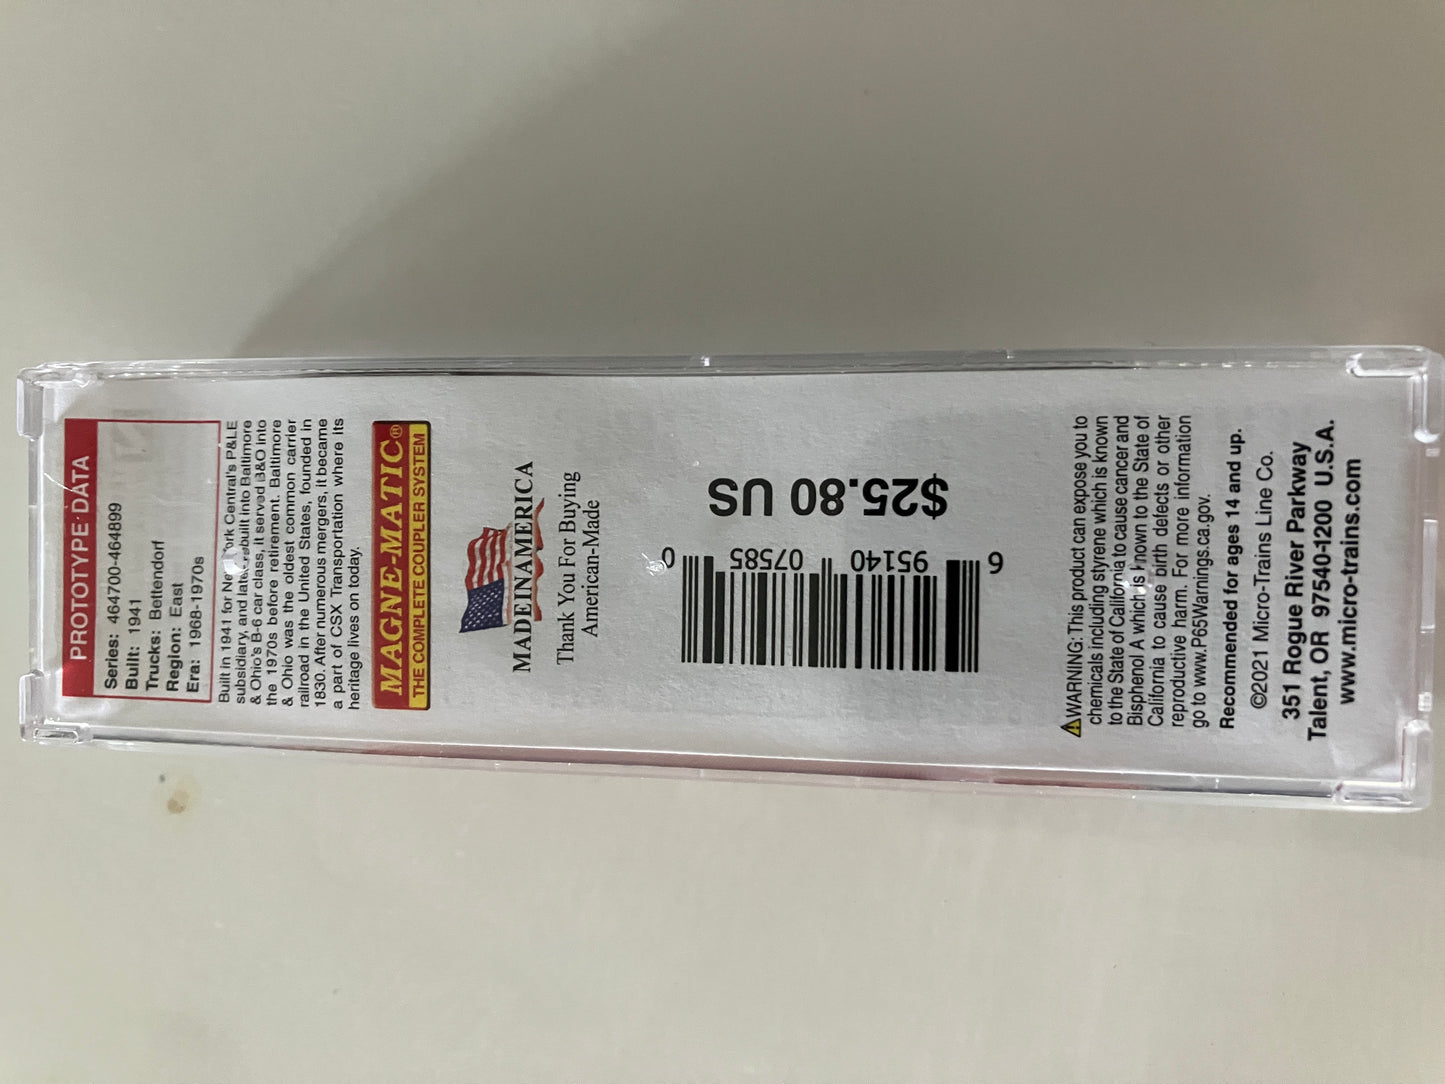 PROTOTYPE DATA
Series: 464700-464899
Built: 1941
Trucks: Bettendorf
Region: East
Era: 1968-1970s
Built in 1941 for New York Central's P&LE
subsidiary, and later rebuilt into Baltimore
& Ohio's B-6 car class, it served B&O into
the 1970s before retirement. Baltimore
& Ohio was the oldest common carrier
railroad in the United States, founded in
1830. After numerous mergers, it became
a part of CSX Transportation where its
heritage lives on today.
MAGNE-MATIC®
THE COMPLETE COUPLER SYSTEM
MADE IN AMERICA
Thank You For Buying
American-Made
$25.80 US
6 95140 07585 0
⚠WARNING: This product can expose you to
chemicals including styrene which is known
to the State of California to cause cancer and
Bisphenol A which is known to the State of
California to cause birth defects or other
reproductive harm. For more information
go to www.P65Warnings.ca.gov.
Recommended for ages 14 and up.
©2021 Micro-Trains Line Co.
351 Rogue River Parkway
Talent, OR 97540-1200 U.S.A.
www.micro-trains.com